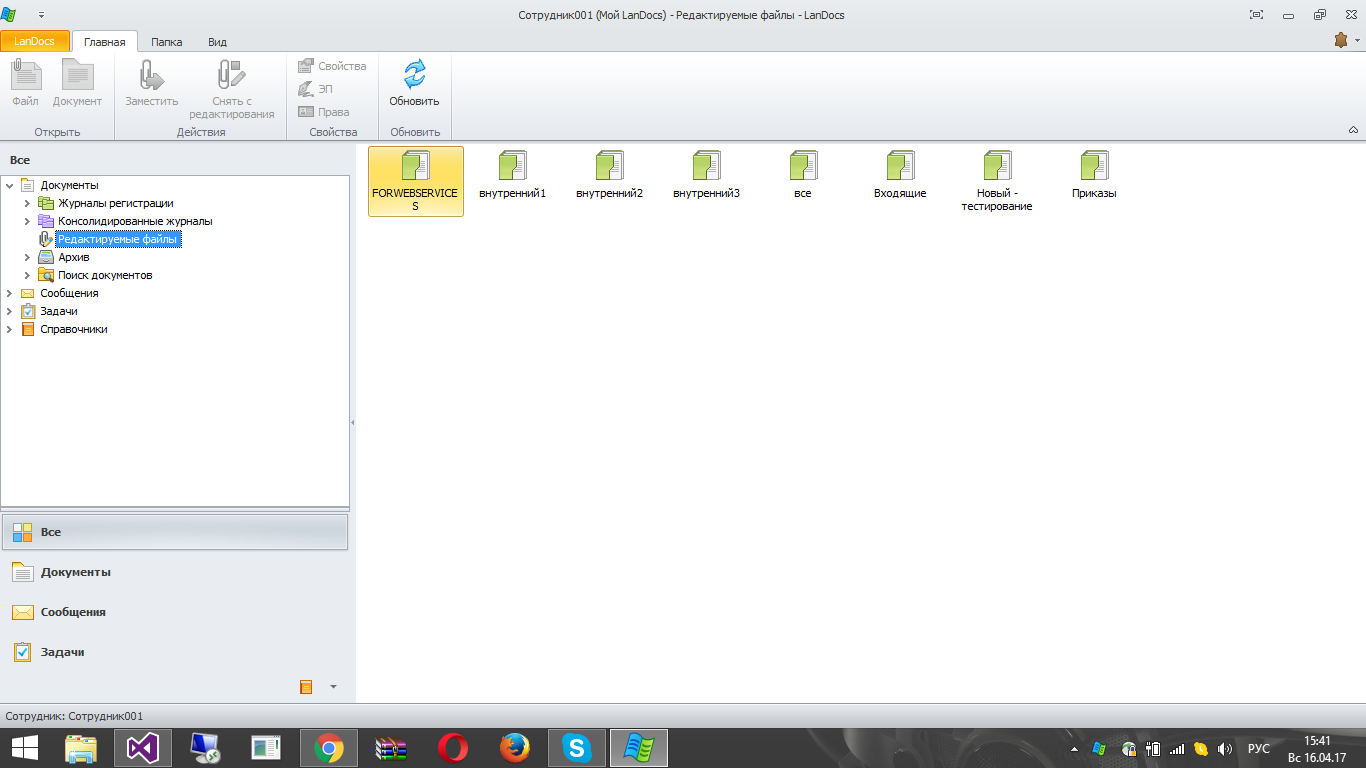 Сотрудник001 (Мой LanDocs) - Редактируемые файлы - LanDocs
LanDocs Главная Папка Вид
Файл Документ Заместить Снять с редактирования Свойства ЭП Права Обновить
Открыть Действия Свойства Обновить
Все
Документы
Журналы регистрации
Консолидированные журналы
Редактируемые файлы
Архив
Поиск документов
Сообщения
Задачи
Справочники
Все
Документы
Сообщения
Задачи
FORWEBSERVICE
S
внутренний1
внутренний2
внутренний3
все
Входящие
Новый -
тестирование
Приказы
Сотрудник: Сотрудник001
РУС
15:41
Вс 16.04.17